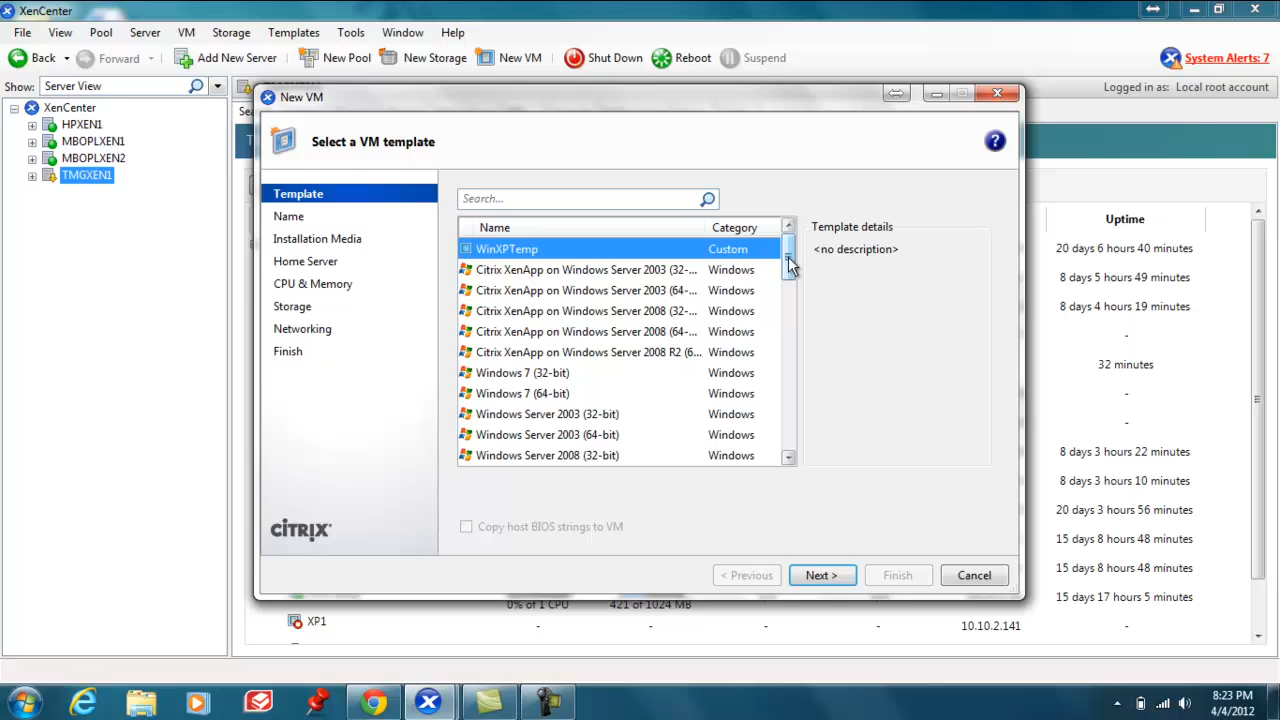 XenCenter
File View Pool Server VM Storage Templates Tools Window Help
Back Forward Add New Server New Pool New Storage New VM Shut Down Reboot Suspend System Alerts: 7
Show: Server View Logged in as: Local root account
XenCenter
HPXEN1
MBOPLXEN1
MBOPLXEN2
TMGXEN1
New VM
Select a VM template
?
Template
Name
Installation Media
Home Server
CPU & Memory
Storage
Networking
Finish
CITRIX
Search...
Name Category
WinXPTemp Custom
Citrix XenApp on Windows Server 2003 (32-... Windows
Citrix XenApp on Windows Server 2003 (64-... Windows
Citrix XenApp on Windows Server 2008 (32-... Windows
Citrix XenApp on Windows Server 2008 (64-... Windows
Citrix XenApp on Windows Server 2008 R2 (6... Windows
Windows 7 (32-bit) Windows
Windows 7 (64-bit) Windows
Windows Server 2003 (32-bit) Windows
Windows Server 2003 (64-bit) Windows
Windows Server 2008 (32-bit) Windows
Template details
<no description>
Copy host BIOS strings to VM
< Previous Next > Finish Cancel
Uptime
20 days 6 hours 40 minutes
8 days 5 hours 49 minutes
8 days 4 hours 19 minutes
-
32 minutes
-
-
8 days 3 hours 22 minutes
8 days 3 hours 10 minutes
20 days 3 hours 56 minutes
15 days 8 hours 48 minutes
15 days 8 hours 48 minutes
15 days 17 hours 5 minutes
0% of 1 CPU 421 of 1024 MB
XP1 - - - - 10.10.2.141 -
8:23 PM
4/4/2012